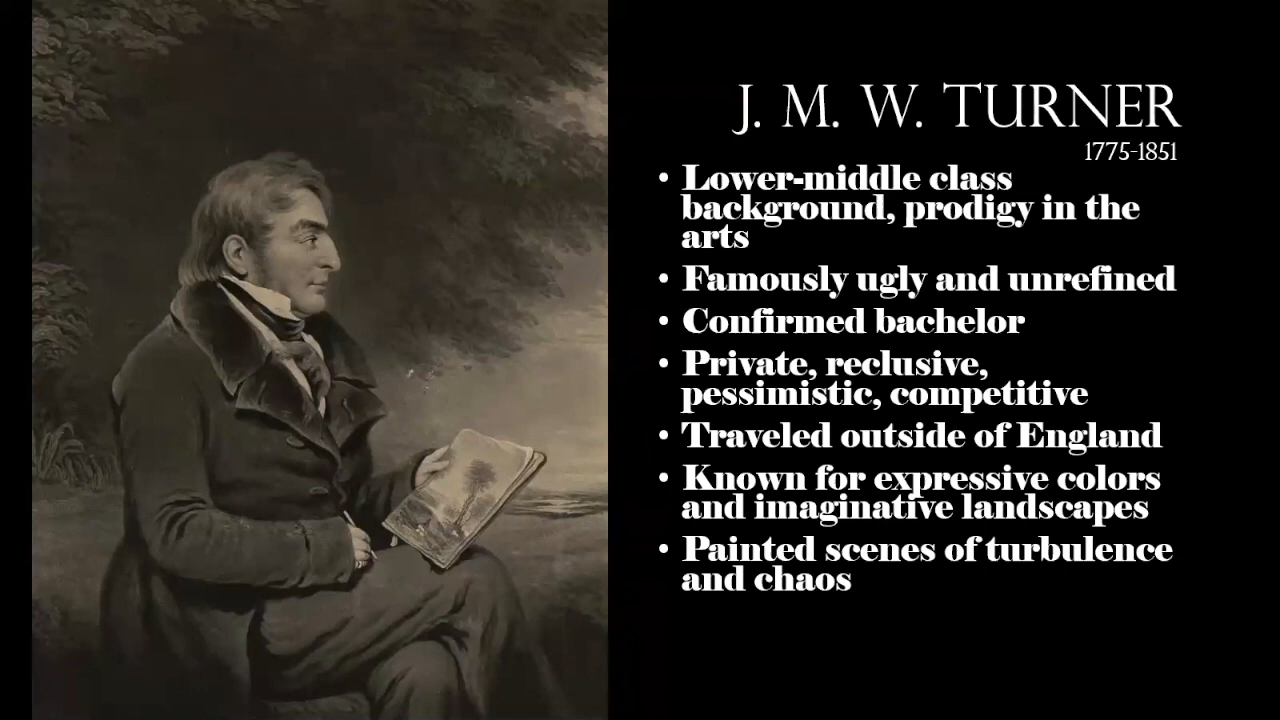 J. M. W. TURNER
1775-1851
• Lower-middle class
background, prodigy in the
arts
• Famously ugly and unrefined
• Confirmed bachelor
• Private, reclusive,
pessimistic, competitive
• Traveled outside of England
• Known for expressive colors
and imaginative landscapes
• Painted scenes of turbulence
and chaos